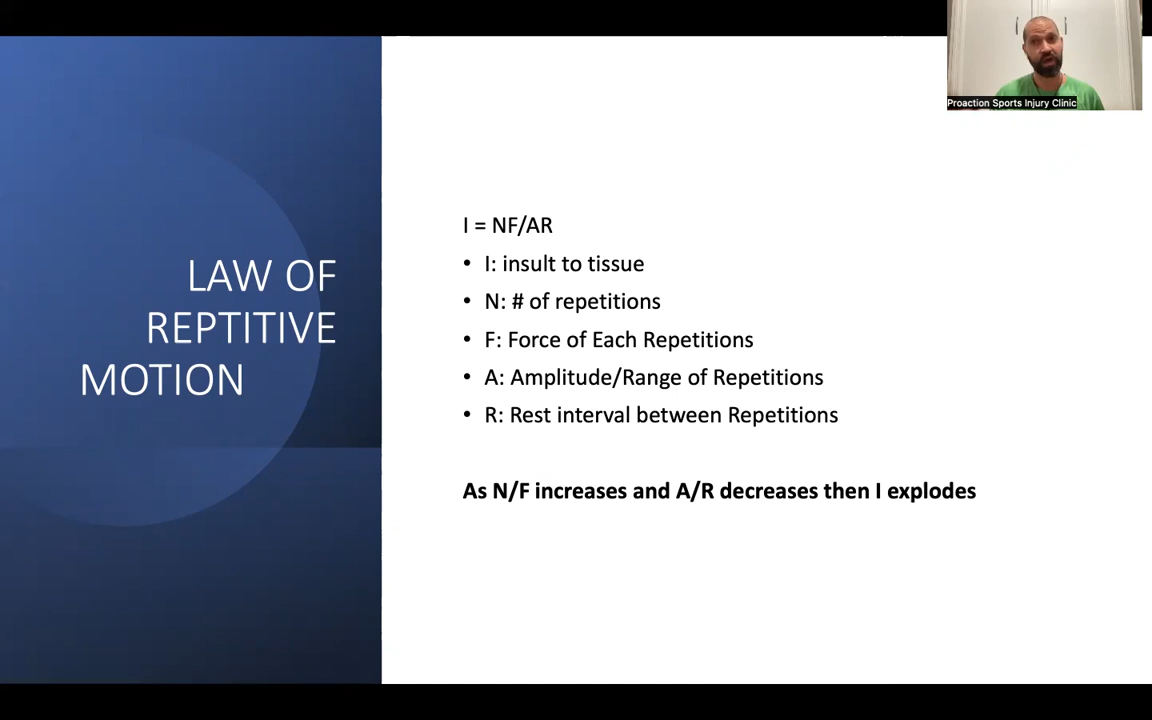 Proaction Sports Injury Clinic
LAW OF
REPTITIVE
MOTION
I = NF/AR
• I: insult to tissue
• N: # of repetitions
• F: Force of Each Repetitions
• A: Amplitude/Range of Repetitions
• R: Rest interval between Repetitions
As N/F increases and A/R decreases then I explodes